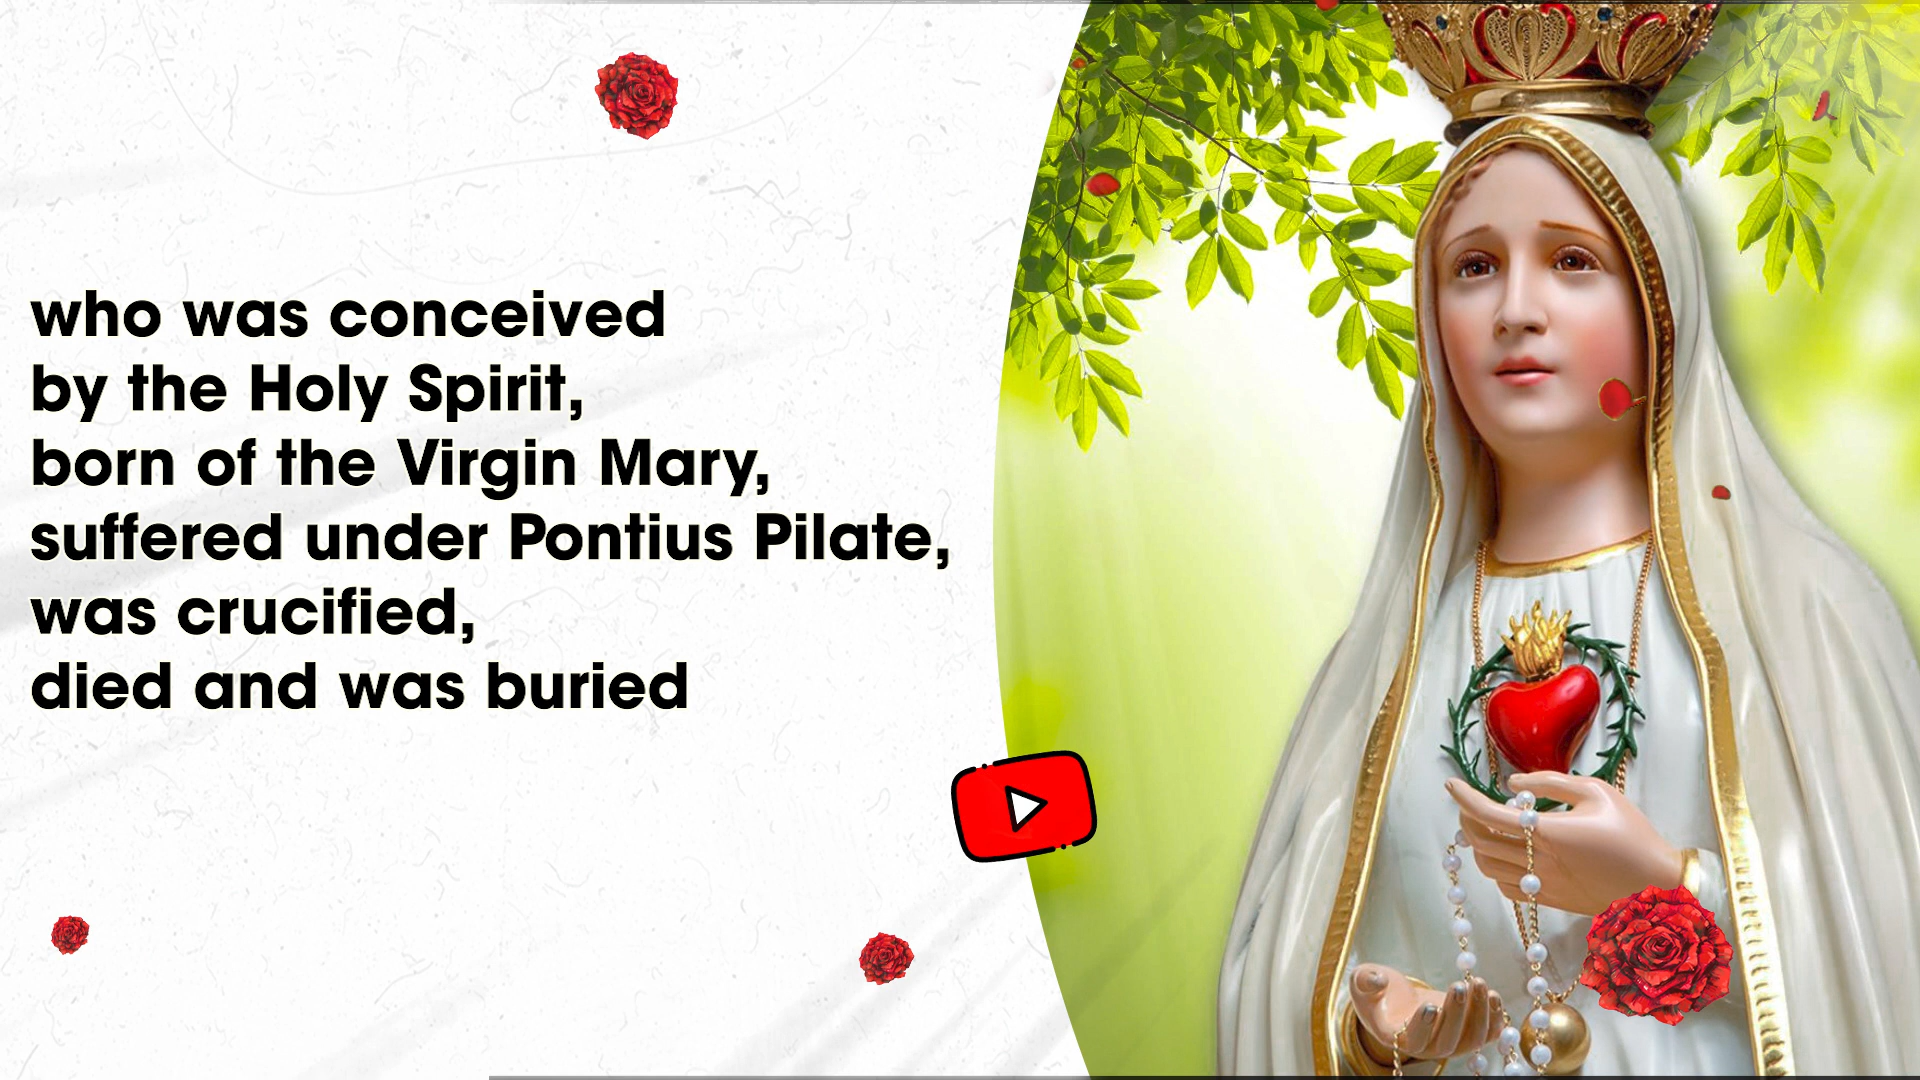 who was conceived
by the Holy Spirit,
born of the Virgin Mary,
suffered under Pontius Pilate,
was crucified,
died and was buried